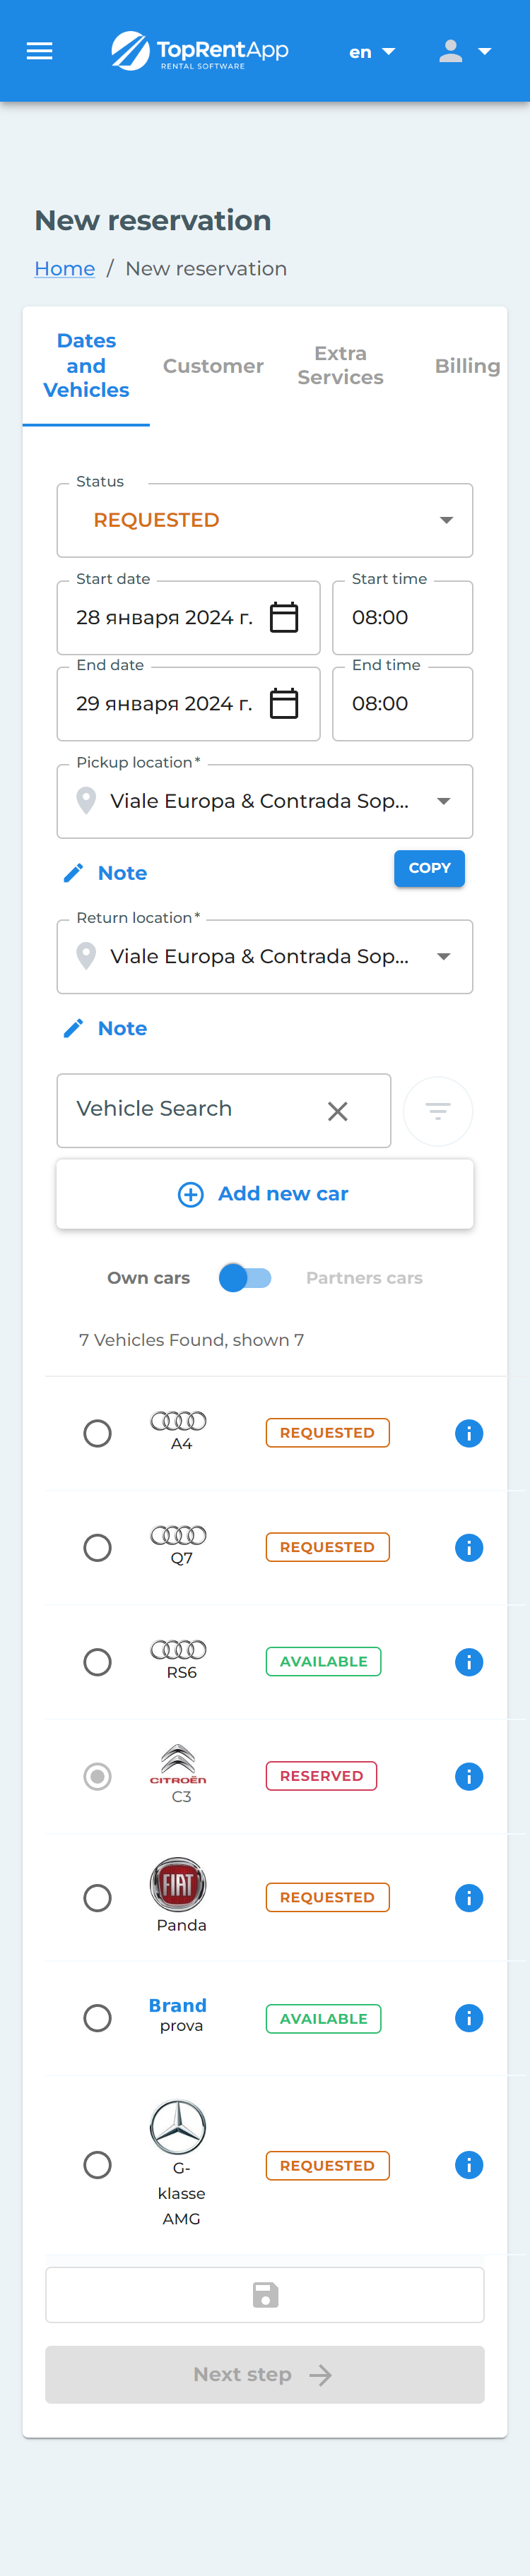 TopRentApp
RENTAL SOFTWARE
en
New reservation
Home / New reservation
Dates
and
Vehicles
Customer
Extra
Services
Billing
Status
REQUESTED
Start date
28 января 2024 г.
Start time
08:00
End date
29 января 2024 г.
End time
08:00
Pickup location*
Viale Europa & Contrada Sop...
Note
COPY
Return location*
Viale Europa & Contrada Sop...
Note
Vehicle Search
Add new car
Own cars
Partners cars
7 Vehicles Found, shown 7
A4
REQUESTED
Q7
REQUESTED
RS6
AVAILABLE
CITROËN
C3
RESERVED
FIAT
Panda
REQUESTED
Brand
prova
AVAILABLE
G-
klasse
AMG
REQUESTED
Next step